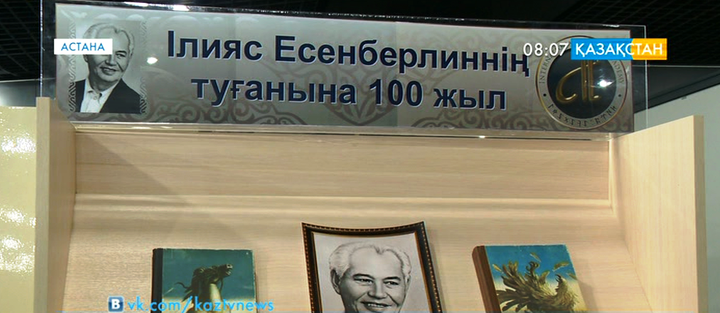 АСТАНА
08:07 ҚАЗАҚСТАН
Ілияс Есенберлиннің
туғанына 100 жыл
vk.com/kaztvnews